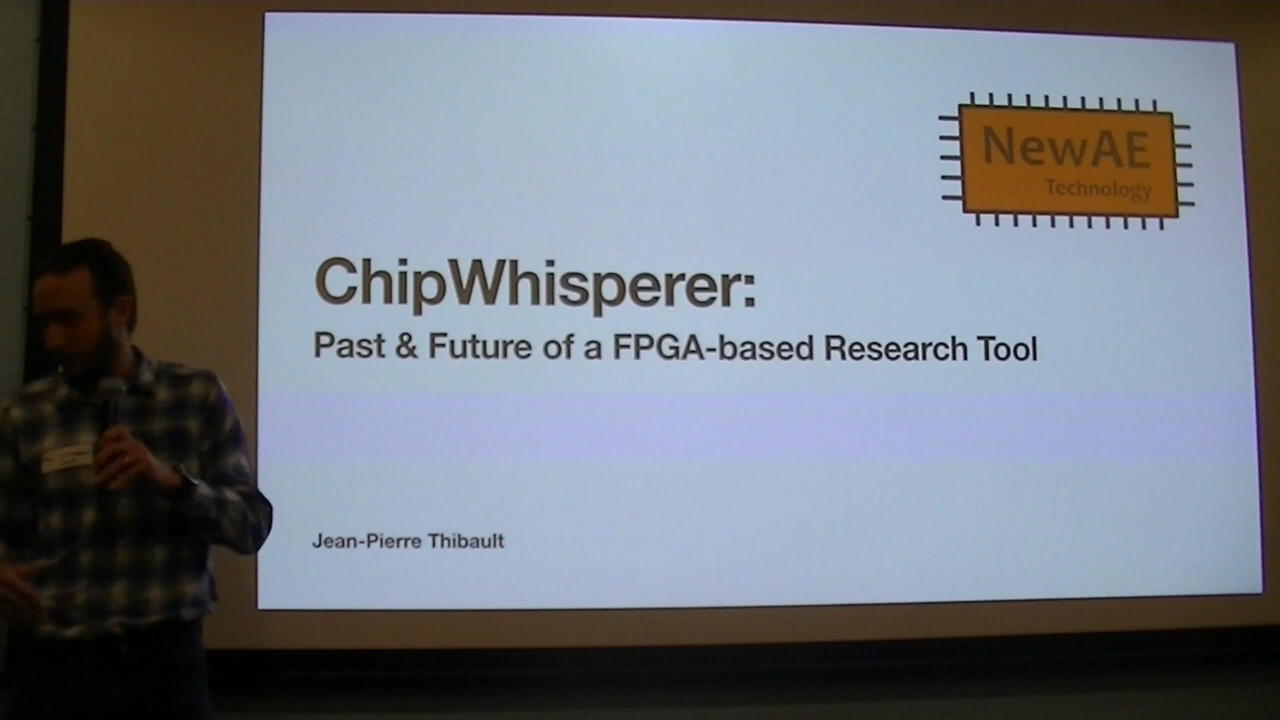 NewAE
Technology
ChipWhisperer:
Past & Future of a FPGA-based Research Tool
Jean-Pierre Thibault